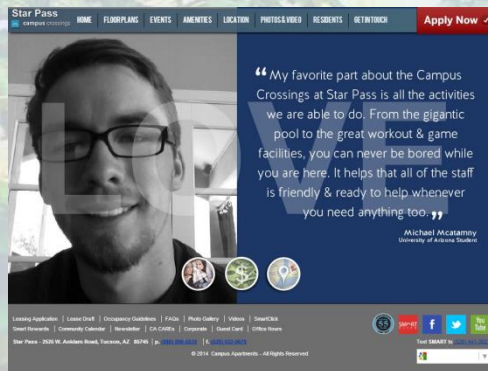 Star Pass
campus crossings
HOME FLOORPLANS EVENTS AMENITIES LOCATION PHOTOS & VIDEO RESIDENTS GET IN TOUCH
Apply Now
LOVE
“ My favorite part about the Campus
Crossings at Star Pass is all the activities
we are able to do. From the gigantic
pool to the great workout & game
facilities, you can never be bored while
you are here. It helps that all of the staff
is friendly & ready to help whenever
you need anything too. ”
Michael Mcatamny
University of Arizona Student
Leasing Application | Lease Draft | Occupancy Guidelines | FAQs | Photo Gallery | Videos | SmartClick
Smart Rewards | Community Calendar | Newsletter | CA CAREs | Corporate | Guest Card | Office Hours
Star Pass - 2525 W. Anklam Road, Tucson, AZ 85745 | p. | f.
SMART
You
Tube
Text SMART to
© 2014 Campus Apartments - All Rights Reserved